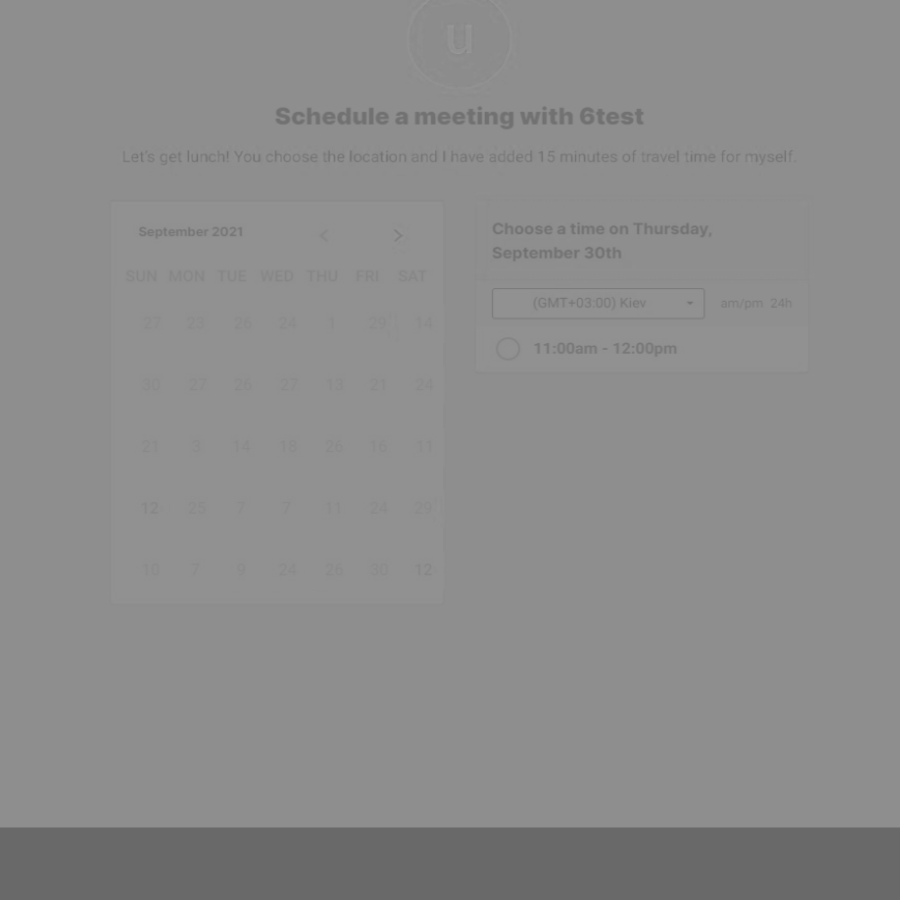 u
Schedule a meeting with 6test
Let's get lunch! You choose the location and I have added 15 minutes of travel time for myself.
September 2021
SUN MON TUE WED THU FRI SAT
27 23 26 24 1 29 14
30 22 26 27 13 21 24
21 3 14 18 26 16 11
12 25 7 7 11 24 29
19 7 9 24 26 30 12
Choose a time on Thursday,
September 30th
(GMT+03:00) Kiev am/pm 24h
11:00am - 12:00pm